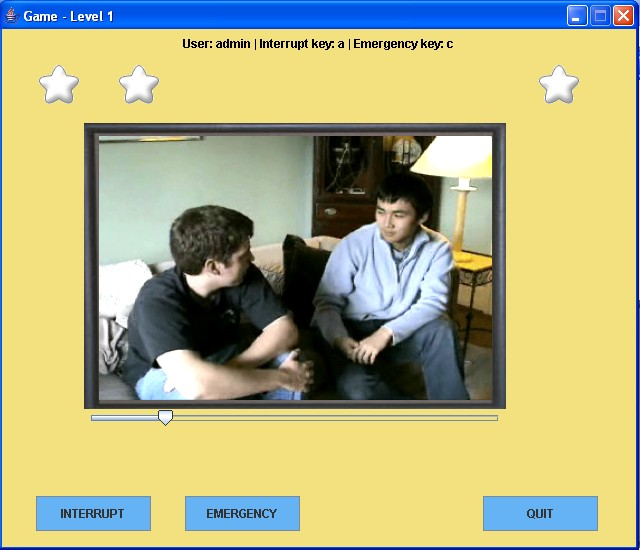 Game - Level 1
User: admin | Interrupt key: a | Emergency key: c
INTERRUPT
EMERGENCY
QUIT